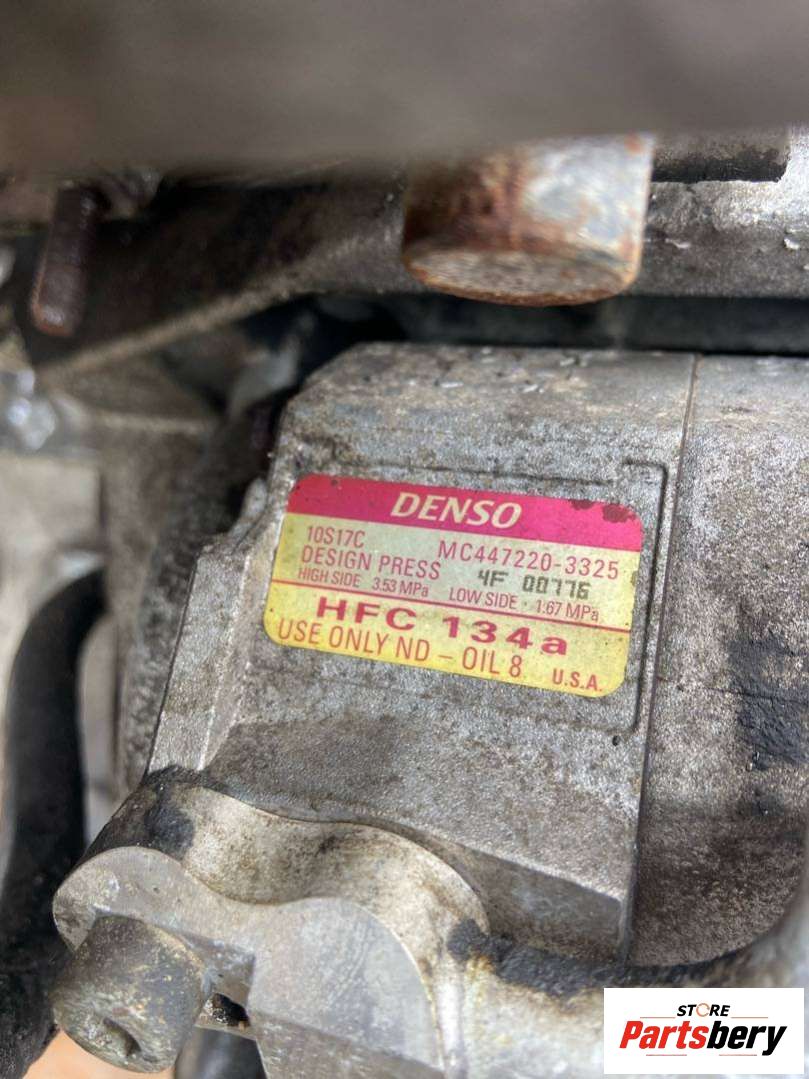 DENSO
10S17C MC447220-3325
DESIGN PRESS 4F 00776
HIGH SIDE 3.53 MPa LOW SIDE · 1.67 MPa
HFC 134a
USE ONLY ND - OIL 8 U.S.A.
STORE
Partsbery